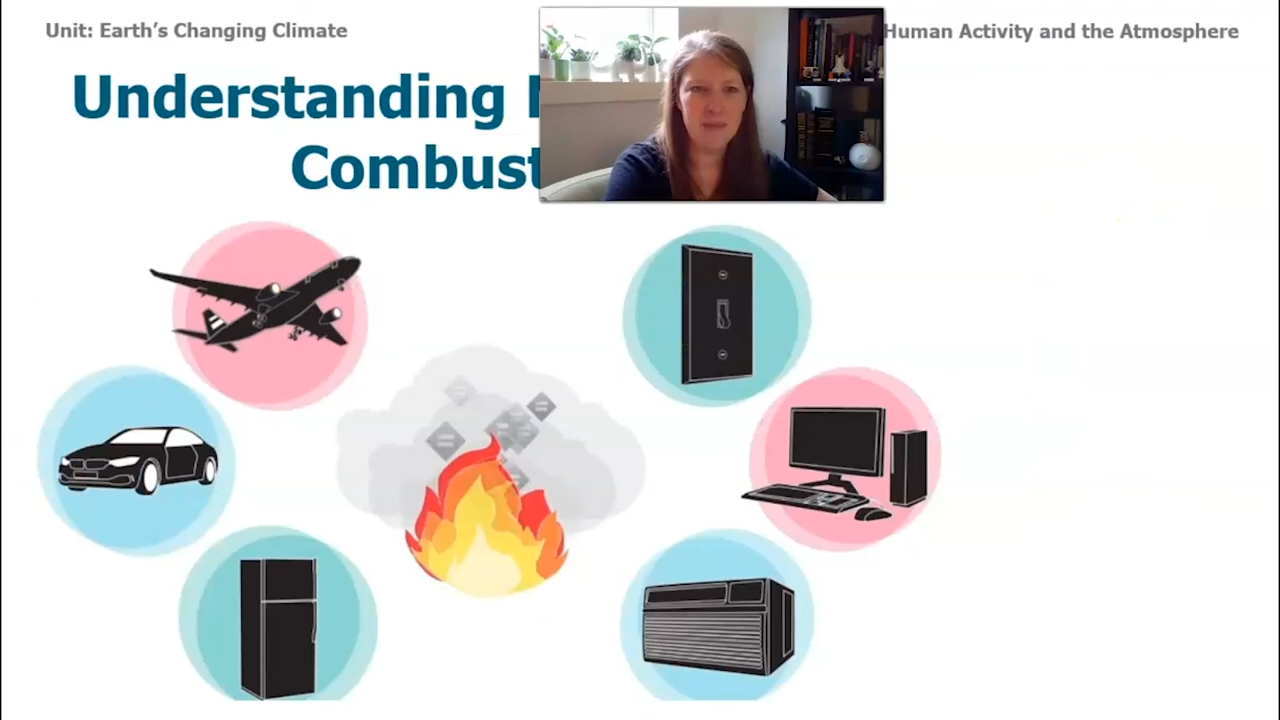 Unit: Earth’s Changing Climate
Human Activity and the Atmosphere
Understanding
Combust